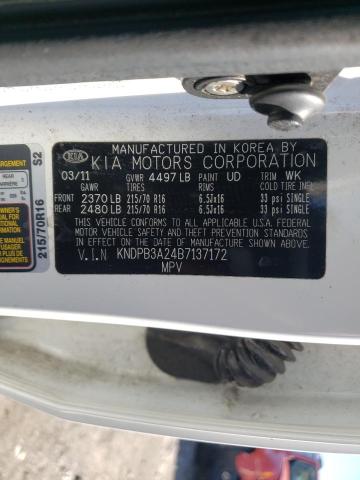 MANUFACTURED IN KOREA BY
KIA KIA MOTORS CORPORATION
03/11 GVWR 4497 LB PAINT UD TRIM WK
GAWR TIRES RIMS COLD TIRE INFL
FRONT 2370 LB 215/70 R16 6.5Jx16 33 psi SINGLE
REAR 2480 LB 215/70 R16 6.5Jx16 33 psi SINGLE
THIS VEHICLE CONFORMS TO ALL APPLICABLE U.S.A. FEDERAL
MOTOR VEHICLE SAFETY AND THEFT PREVENTION STANDARDS
IN EFFECT ON THE DATE OF MANUFACTURE SHOWN ABOVE.
V.I.N KNDPB3A24B7137172
MPV
REAR
215/70R16 S2